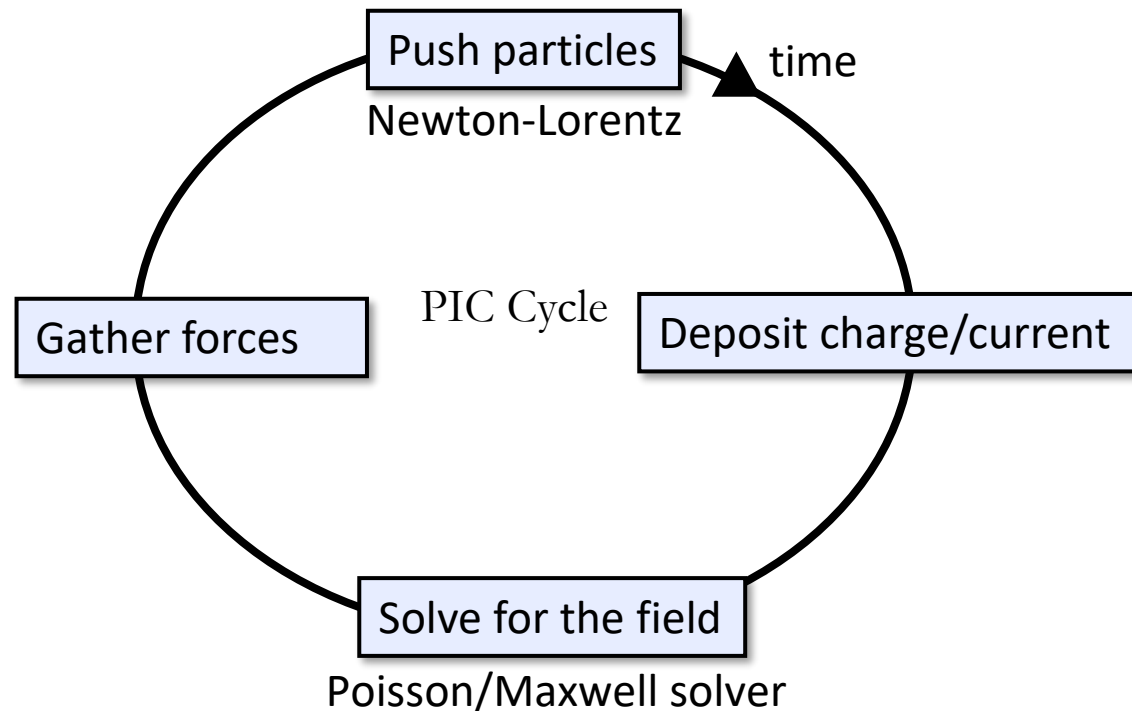 Push particles
time
Newton-Lorentz
PIC Cycle
Gather forces
Deposit charge/current
Solve for the field
Poisson/Maxwell solver